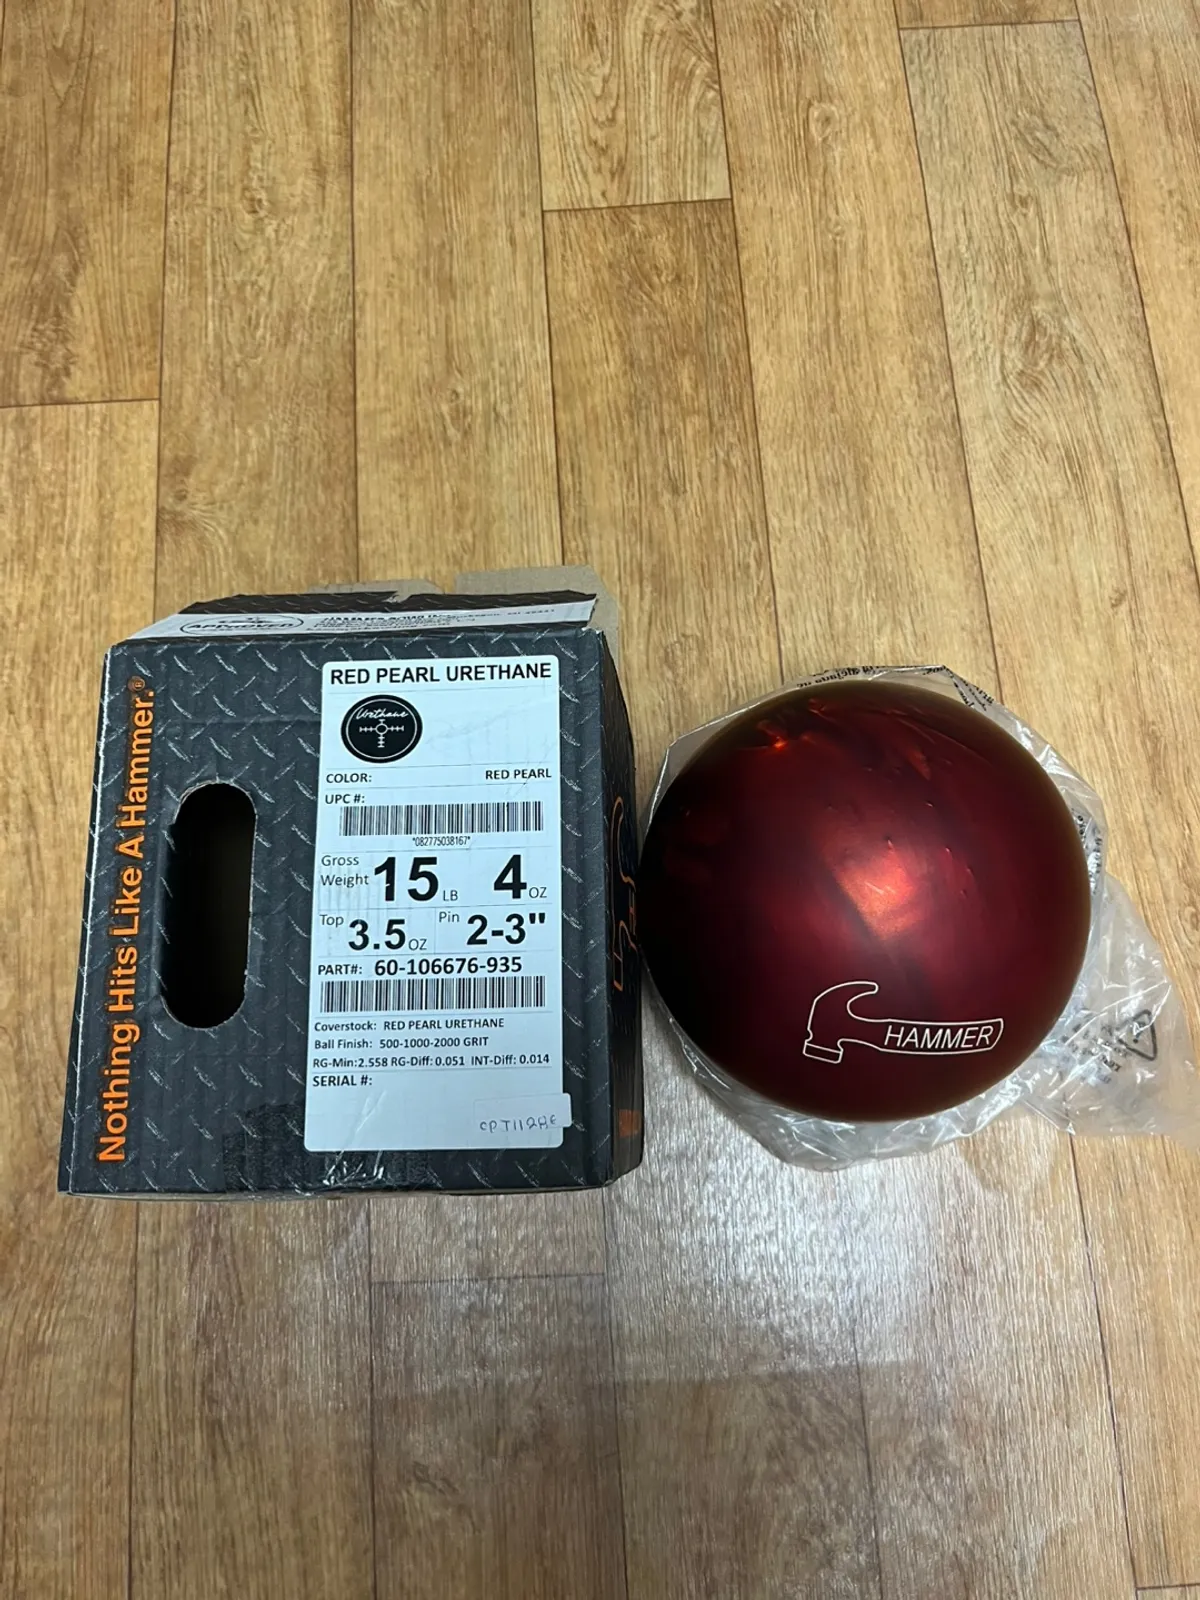 APPROVED
RED PEARL URETHANE
Urethane
COLOR: RED PEARL
UPC #:
*082775038167*
Gross Weight 15 LB 4 OZ
Top 3.5 OZ Pin 2-3"
PART#: 60-106676-935
Coverstock: RED PEARL URETHANE
Ball Finish: 500-1000-2000 GRIT
RG-Min:2.558 RG-Diff: 0.051 INT-Diff: 0.014
SERIAL #:
Nothing Hits Like A Hammer.®
HAMMER